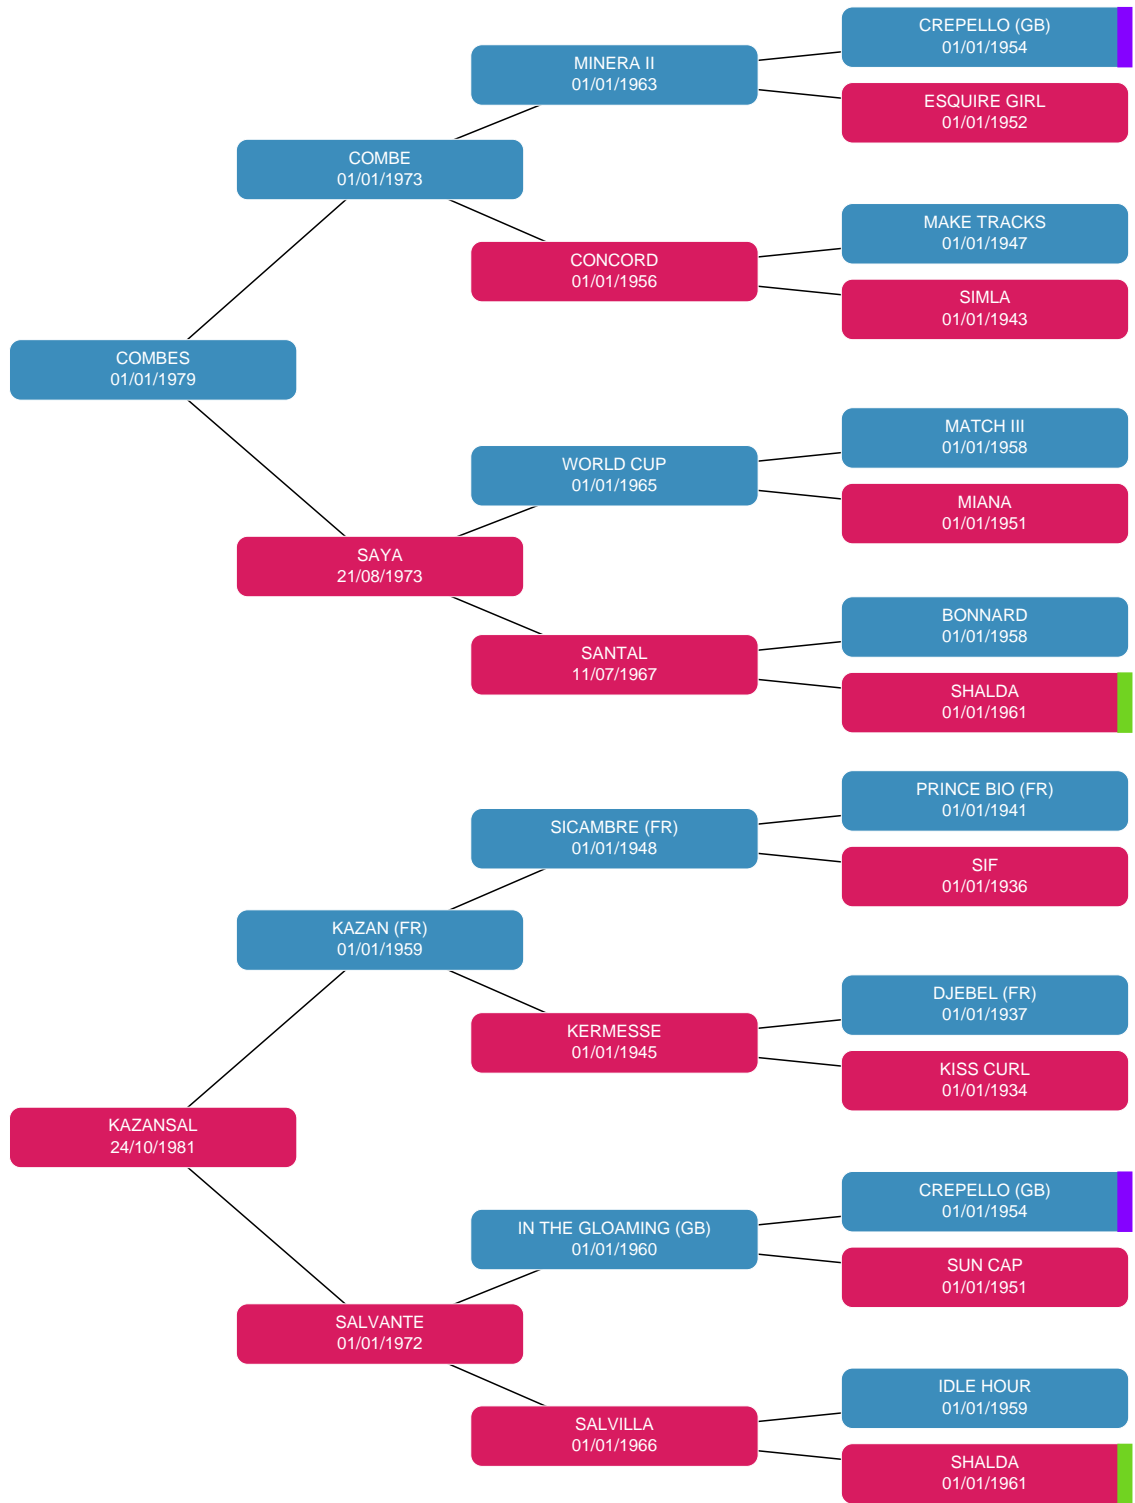 CREPELLO (GB)
01/01/1954
MINERA II
01/01/1963
ESQUIRE GIRL
01/01/1952
COMBE
01/01/1973
MAKE TRACKS
01/01/1947
CONCORD
01/01/1956
SIMLA
01/01/1943
COMBES
01/01/1979
MATCH III
01/01/1958
WORLD CUP
01/01/1965
MIANA
01/01/1951
SAYA
21/08/1973
BONNARD
01/01/1958
SANTAL
11/07/1967
SHALDA
01/01/1961
PRINCE BIO (FR)
01/01/1941
SICAMBRE (FR)
01/01/1948
SIF
01/01/1936
KAZAN (FR)
01/01/1959
DJEBEL (FR)
01/01/1937
KERMESSE
01/01/1945
KISS CURL
01/01/1934
KAZANSAL
24/10/1981
CREPELLO (GB)
01/01/1954
IN THE GLOAMING (GB)
01/01/1960
SUN CAP
01/01/1951
SALVANTE
01/01/1972
IDLE HOUR
01/01/1959
SALVILLA
01/01/1966
SHALDA
01/01/1961